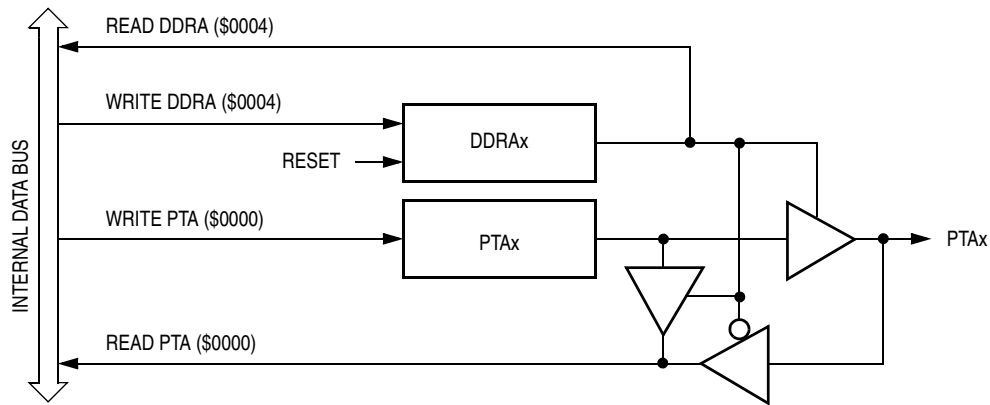 READ DDRA ($0004)
WRITE DDRA ($0004)
DDRAx
RESET
INTERNAL DATA BUS
WRITE PTA ($0000)
PTAx
PTAx
READ PTA ($0000)